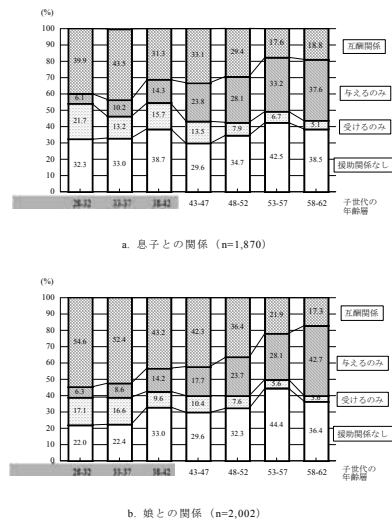 (%)
100
90
80
70
60
50
40
30
20
10
0
39.9 43.5 31.3 33.1 29.4 17.6 18.8
6.1 10.2 14.3 23.8 28.1 33.2 37.6
21.7 13.2 15.7 13.5 7.9 6.7 5.1
32.3 33.0 38.7 29.6 34.7 42.5 38.5
互酬関係
与えるのみ
受けるのみ
援助関係なし
28-32 33-37 38-42 43-47 48-52 53-57 58-62
子世代の
年齢層
a. 息子との関係 (n=1,870)
(%)
100
90
80
70
60
50
40
30
20
10
0
54.6 52.4 43.2 42.3 36.4 21.9 17.3
6.3 8.6 14.2 17.7 23.7 28.1 42.7
17.1 16.6 9.6 10.4 7.6 5.6 3.6
22.0 22.4 33.0 29.6 32.3 44.4 36.4
互酬関係
与えるのみ
受けるのみ
援助関係なし
28-32 33-37 38-42 43-47 48-52 53-57 58-62
子世代の
年齢層
b. 娘との関係 (n=2,002)